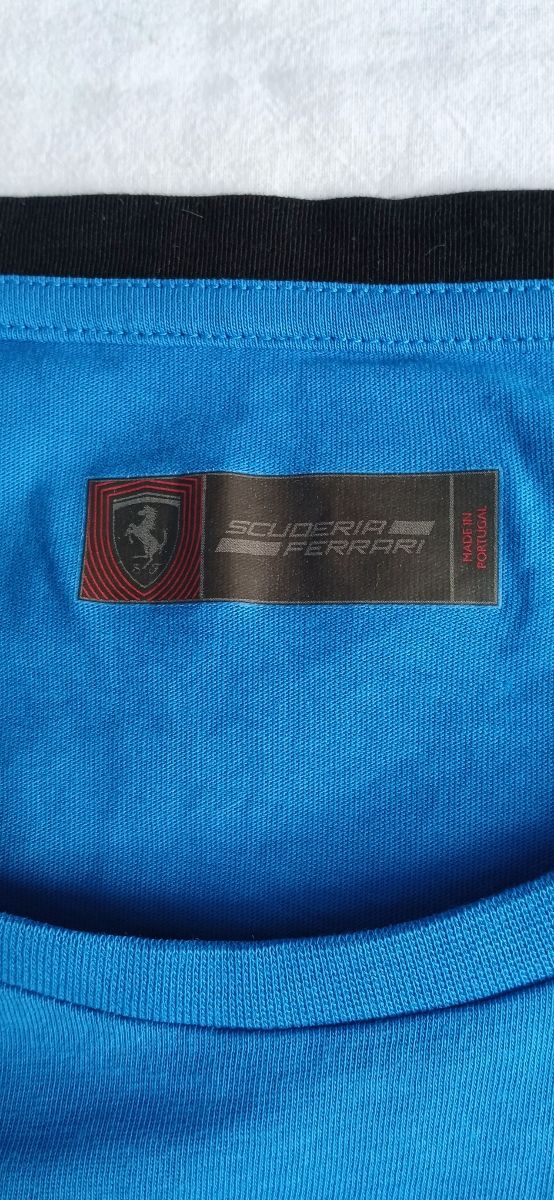 S F
SCUDERIA
FERRARI
MADE IN
PORTUGAL